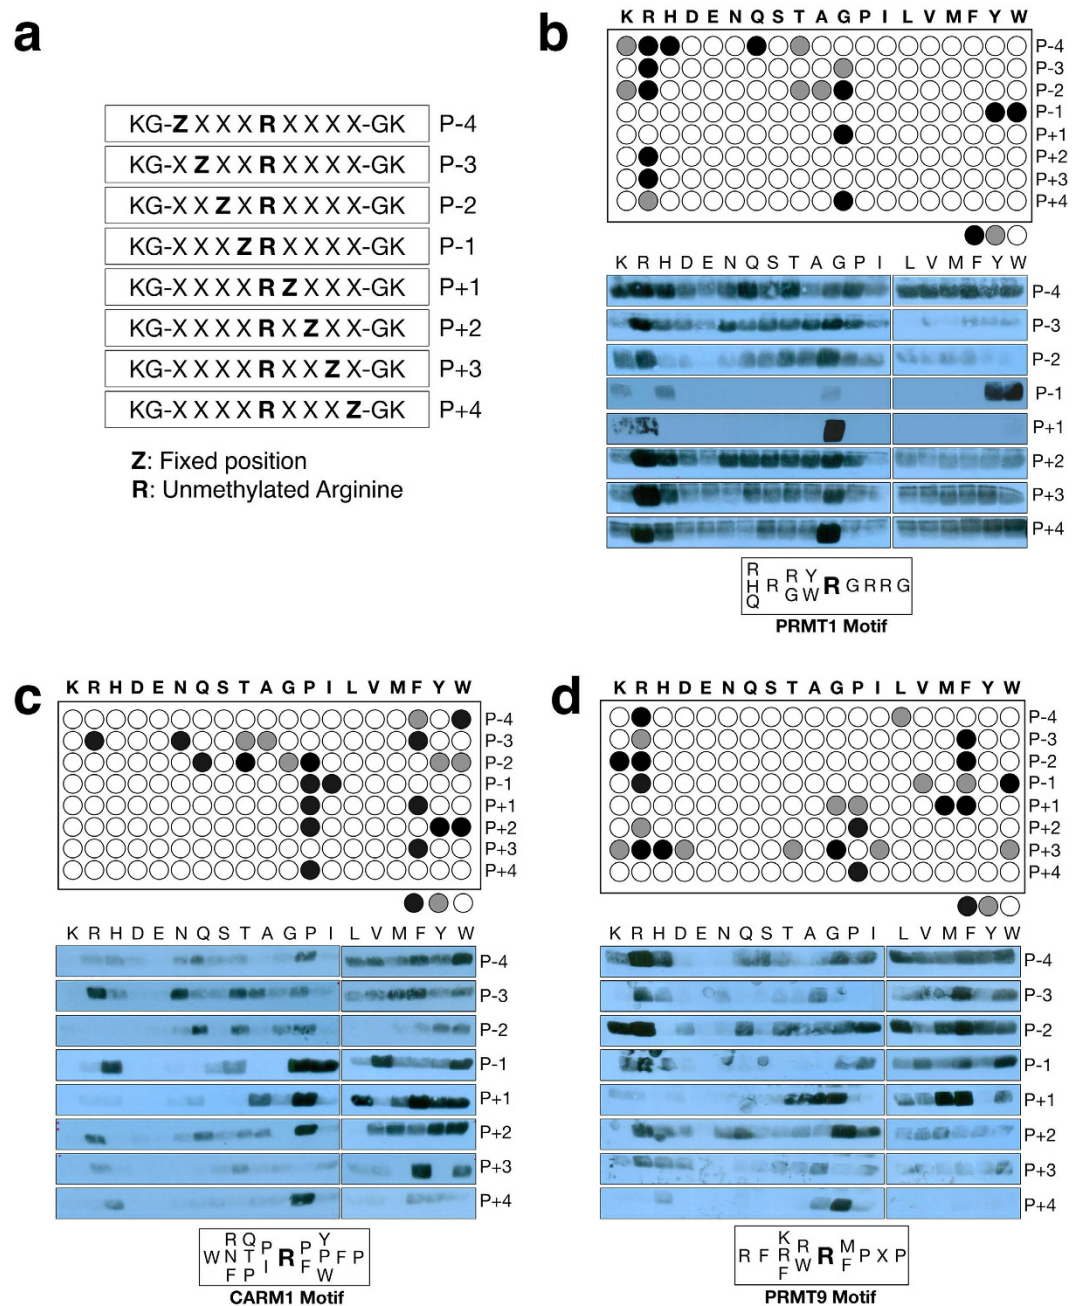 a
KG-Z X X X R X X X X-GK P-4
KG-X Z X X R X X X X-GK P-3
KG-X X Z X R X X X X-GK P-2
KG-X X X Z R X X X X-GK P-1
KG-X X X X R Z X X X-GK P+1
KG-X X X X R X Z X X-GK P+2
KG-X X X X R X X Z X-GK P+3
KG-X X X X R X X X Z-GK P+4
Z: Fixed position
R: Unmethylated Arginine
b
K R H D E N Q S T A G P I L V M F Y W
P-4
P-3
P-2
P-1
P+1
P+2
P+3
P+4
K R H D E N Q S T A G P I L V M F Y W
P-4
P-3
P-2
P-1
P+1
P+2
P+3
P+4
R R Y
H R R G R R G
Q G W
PRMT1 Motif
c
K R H D E N Q S T A G P I L V M F Y W
P-4
P-3
P-2
P-1
P+1
P+2
P+3
P+4
K R H D E N Q S T A G P I L V M F Y W
P-4
P-3
P-2
P-1
P+1
P+2
P+3
P+4
R Q P P Y
W N T R P F P
F P I F W
CARM1 Motif
d
K R H D E N Q S T A G P I L V M F Y W
P-4
P-3
P-2
P-1
P+1
P+2
P+3
P+4
K R H D E N Q S T A G P I L V M F Y W
P-4
P-3
P-2
P-1
P+1
P+2
P+3
P+4
K R M
R F R R P X P
F W F
PRMT9 Motif